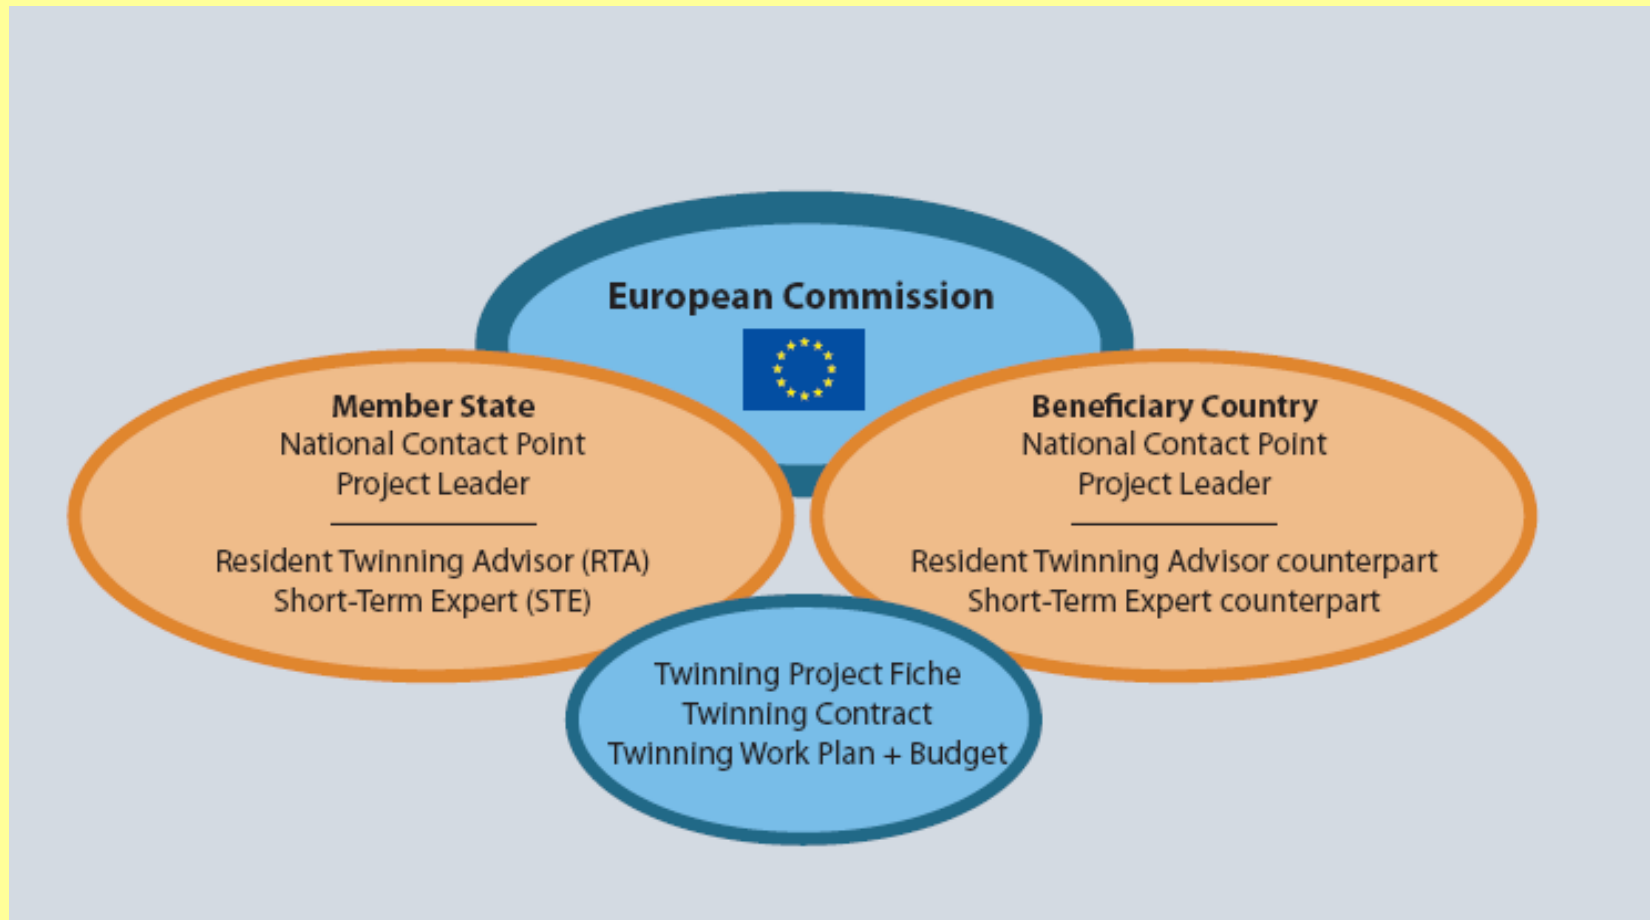 European Commission
Member State
National Contact Point
Project Leader
Resident Twinning Advisor (RTA)
Short-Term Expert (STE)
Beneficiary Country
National Contact Point
Project Leader
Resident Twinning Advisor counterpart
Short-Term Expert counterpart
Twinning Project Fiche
Twinning Contract
Twinning Work Plan + Budget